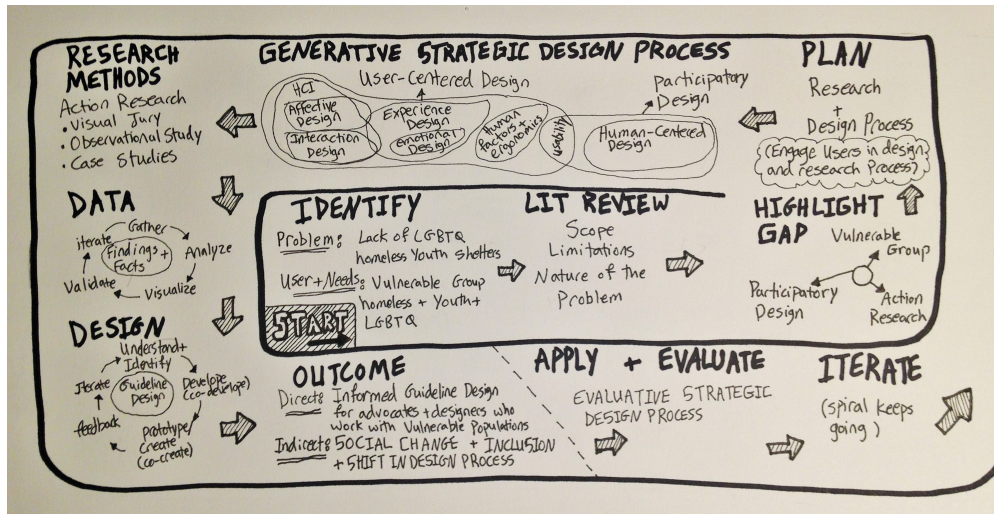 RESEARCH
METHODS
Action Research
• Visual Jury
• Observational Study
• Case Studies
GENERATIVE STRATEGIC DESIGN PROCESS
User-Centered Design
HCI
Affective
Design
Interaction
Design
Experience
Design
Emotional
Design
Human
factors +
ergonomics
usability
Participatory
Design
Human-Centered
Design
PLAN
Research
+
Design Process
(Engage Users in design
and research Process?)
DATA
Gather
Analyze
Visualize
Validate
iterate
findings +
Facts
IDENTIFY
Problem: Lack of LGBTQ
homeless Youth Shelters
User + Needs: Vulnerable Group
homeless + Youth +
LGBTQ
START
LIT REVIEW
Scope
Limitations
Nature of the
Problem
HIGHLIGHT
GAP
Vulnerable
Group
Participatory
Design
Action
Research
DESIGN
Understand +
Identify
Develope
(co-develope)
Prototype/
Create
(co-create)
feedback
Iterate
Guideline
Design
OUTCOME
Direct: Informed Guideline Design
for advocates + designers who
work with Vulnerable Populations
Indirect: SOCIAL CHANGE + INCLUSION
+ SHIFT IN DESIGN PROCESS
APPLY + EVALUATE
EVALUATIVE STRATEGIC
DESIGN PROCESS
ITERATE
(spiral keeps
going)